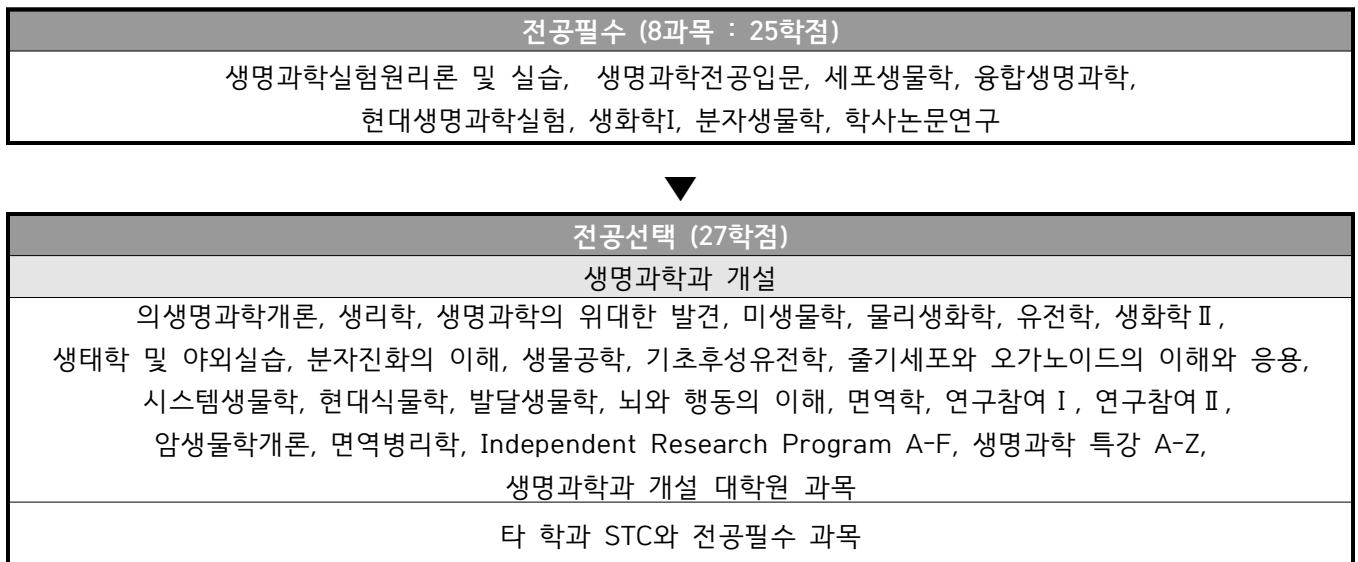 전공필수 (8과목 : 25학점)
생명과학실험원리론 및 실습, 생명과학전공입문, 세포생물학, 융합생명과학,
현대생명과학실험, 생화학I, 분자생물학, 학사논문연구
▼
전공선택 (27학점)
생명과학과 개설
의생명과학개론, 생리학, 생명과학의 위대한 발견, 미생물학, 물리생화학, 유전학, 생화학Ⅱ,
생태학 및 야외실습, 분자진화의 이해, 생물공학, 기초후성유전학, 줄기세포와 오가노이드의 이해와 응용,
시스템생물학, 현대식물학, 발달생물학, 뇌와 행동의 이해, 면역학, 연구참여Ⅰ, 연구참여Ⅱ,
암생물학개론, 면역병리학, Independent Research Program A-F, 생명과학 특강 A-Z,
생명과학과 개설 대학원 과목
타 학과 STC와 전공필수 과목